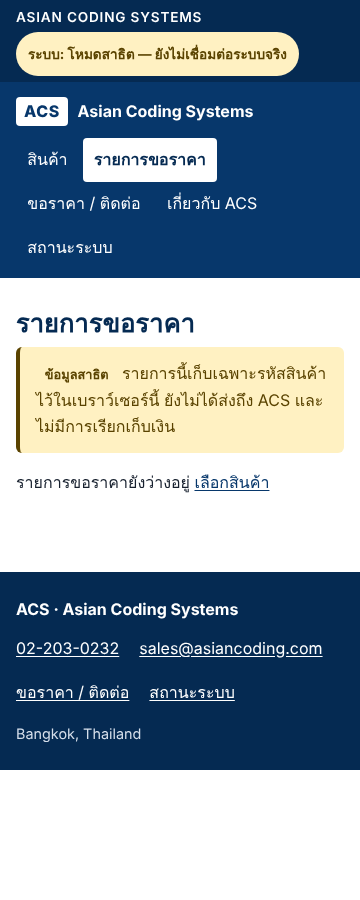 ASIAN CODING SYSTEMS
ระบบ: โหมดสาธิต — ยังไม่เชื่อมต่อระบบจริง
ACS Asian Coding Systems
สินค้า รายการขอราคา
ขอราคา / ติดต่อ เกี่ยวกับ ACS
สถานะระบบ
รายการขอราคา
ข้อมูลสาธิต รายการนี้เก็บเฉพาะรหัสสินค้า
ไว้ในเบราว์เซอร์นี้ ยังไม่ได้ส่งถึง ACS และ
ไม่มีการเรียกเก็บเงิน
รายการขอราคายังว่างอยู่ เลือกสินค้า
ACS · Asian Coding Systems
02-203-0232 sales@asiancoding.com
ขอราคา / ติดต่อ สถานะระบบ
Bangkok, Thailand